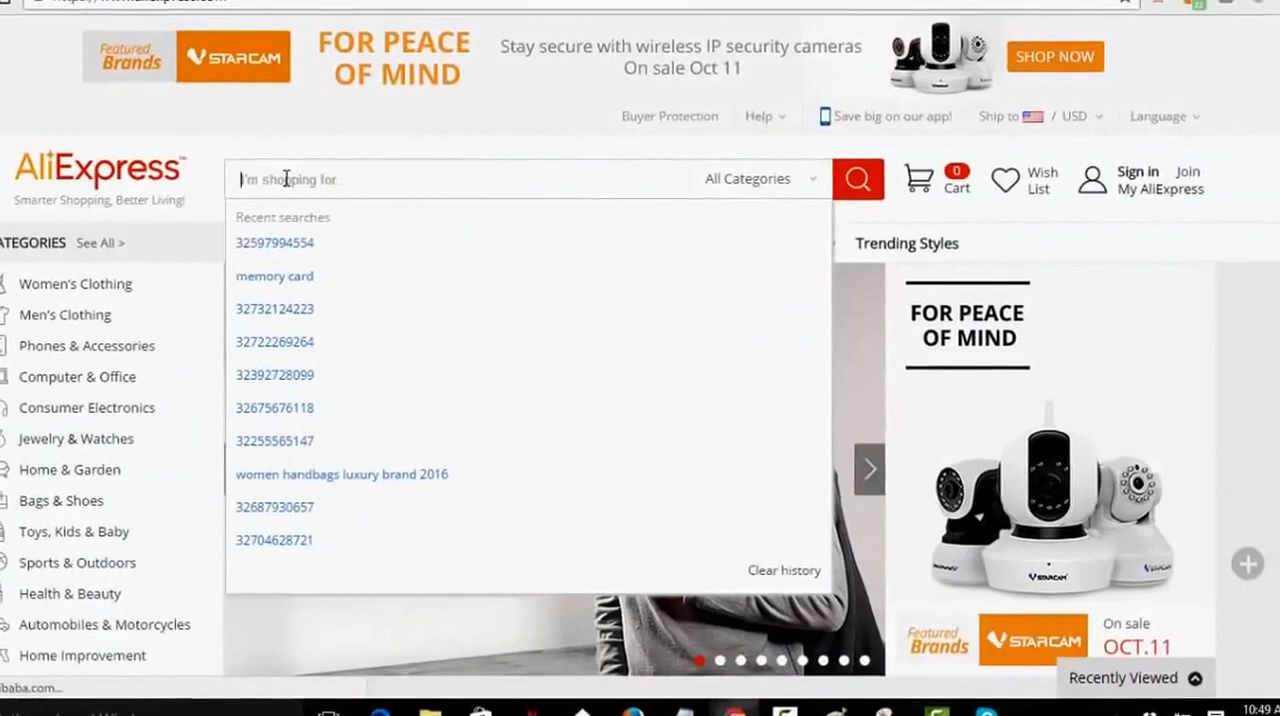 Featured Brands VSTARCAM
FOR PEACE OF MIND
Stay secure with wireless IP security cameras
On sale Oct 11
SHOP NOW
Buyer Protection Help Save big on our app! Ship to / USD Language
AliExpress™
Smarter Shopping, Better Living!
I'm shopping for..
All Categories
0
Cart
Wish List
Sign in Join
My AliExpress
ATEGORIES See All >
Trending Styles
Women's Clothing
Men's Clothing
Phones & Accessories
Computer & Office
Consumer Electronics
Jewelry & Watches
Home & Garden
Bags & Shoes
Toys, Kids & Baby
Sports & Outdoors
Health & Beauty
Automobiles & Motorcycles
Home Improvement
Recent searches
32597994554
memory card
32732124223
32722269264
32392728099
32675676118
32255565147
women handbags luxury brand 2016
32687930657
32704628721
Clear history
FOR PEACE
OF MIND
VSTARCAM
Featured Brands VSTARCAM
On sale
OCT.11
Recently Viewed
ibaba.com...
10:49 A